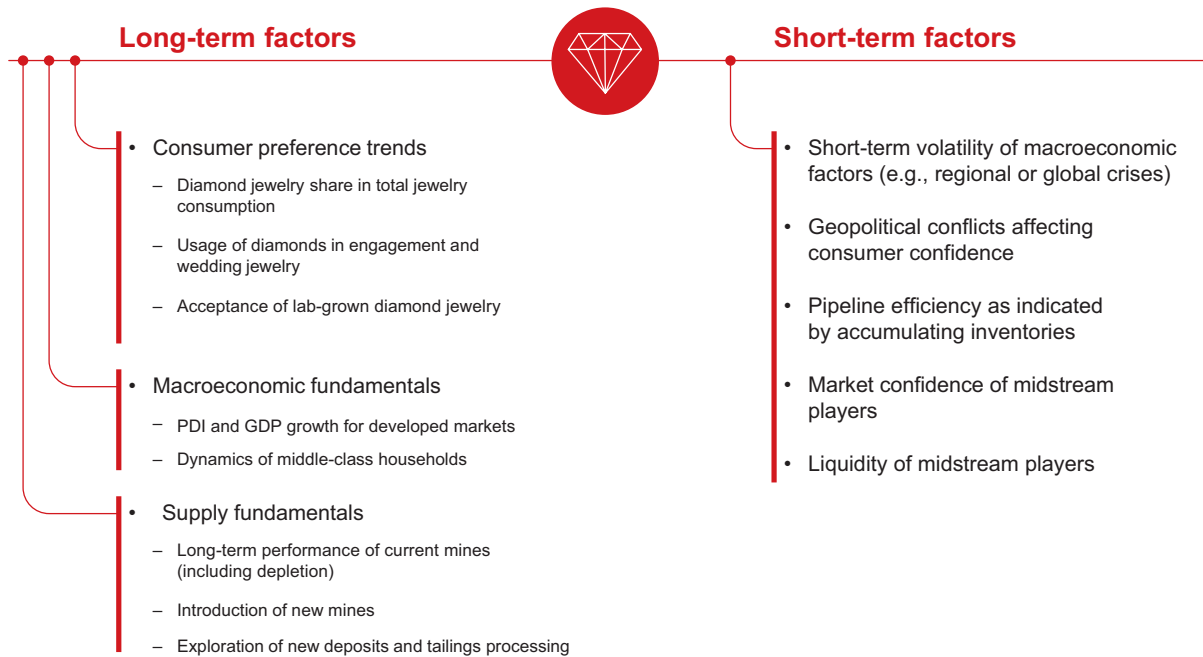 Long-term factors
• Consumer preference trends
– Diamond jewelry share in total jewelry
consumption
– Usage of diamonds in engagement and
wedding jewelry
– Acceptance of lab-grown diamond jewelry
• Macroeconomic fundamentals
– PDI and GDP growth for developed markets
– Dynamics of middle-class households
• Supply fundamentals
– Long-term performance of current mines
(including depletion)
– Introduction of new mines
– Exploration of new deposits and tailings processing
Short-term factors
• Short-term volatility of macroeconomic
factors (e.g., regional or global crises)
• Geopolitical conflicts affecting
consumer confidence
• Pipeline efficiency as indicated
by accumulating inventories
• Market confidence of midstream
players
• Liquidity of midstream players